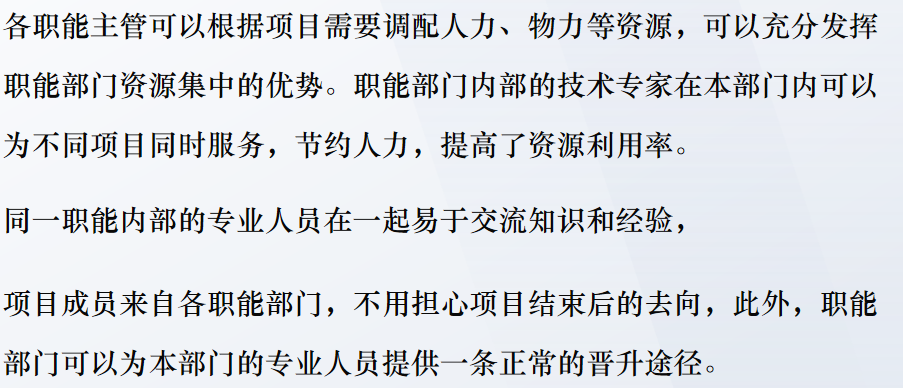 各职能主管可以根据项目需要调配人力、物力等资源，可以充分发挥
职能部门资源集中的优势。职能部门内部的技术专家在本部门内可以
为不同项目同时服务，节约人力，提高了资源利用率。
同一职能内部的专业人员在一起易于交流知识和经验，
项目成员来自各职能部门，不用担心项目结束后的去向，此外，职能
部门可以为本部门的专业人员提供一条正常的晋升途径。